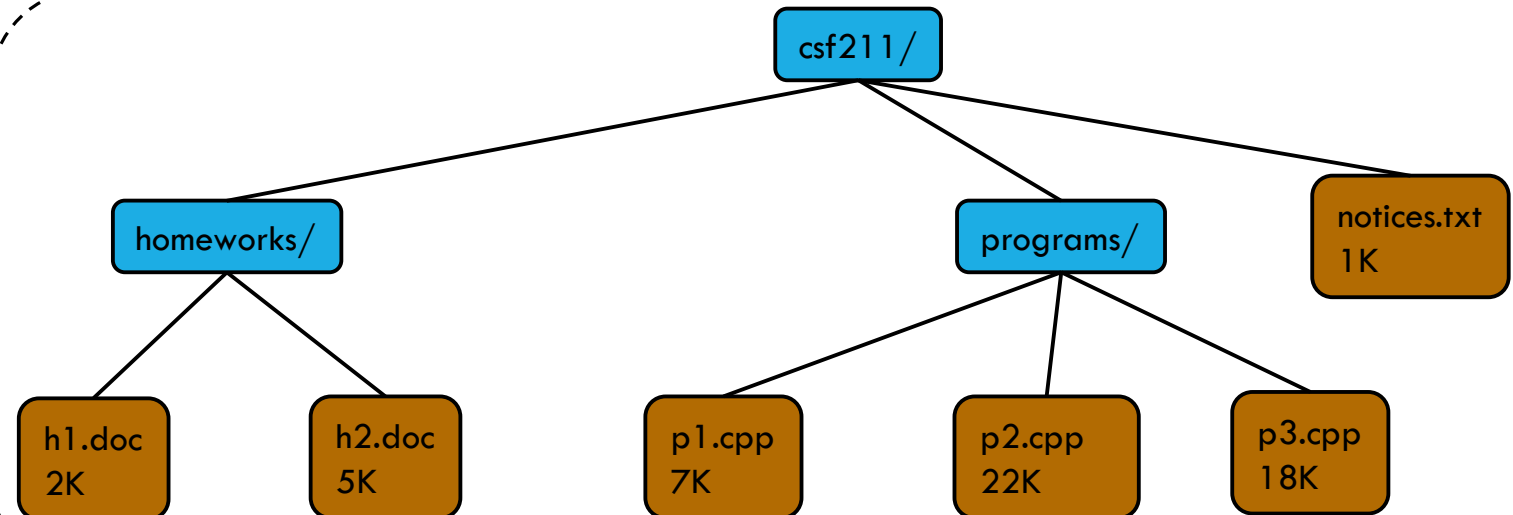 csf211/
homeworks/
programs/
notices.txt
1K
h1.doc
2K
h2.doc
5K
p1.cpp
7K
p2.cpp
22K
p3.cpp
18K